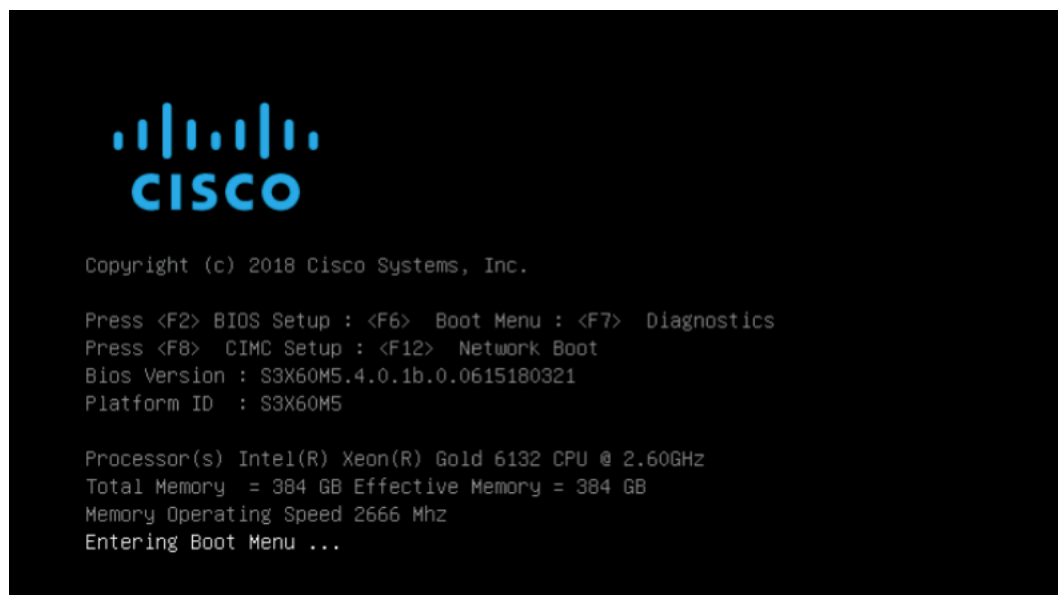 CISCO
Copyright (c) 2018 Cisco Systems, Inc.
Press <F2> BIOS Setup : <F6> Boot Menu : <F7> Diagnostics
Press <F8> CIMC Setup : <F12> Network Boot
Bios Version : S3X60M5.4.0.1b.0.0615180321
Platform ID : S3X60M5
Processor(s) Intel(R) Xeon(R) Gold 6132 CPU @ 2.60GHz
Total Memory = 384 GB Effective Memory = 384 GB
Memory Operating Speed 2666 Mhz
Entering Boot Menu ...